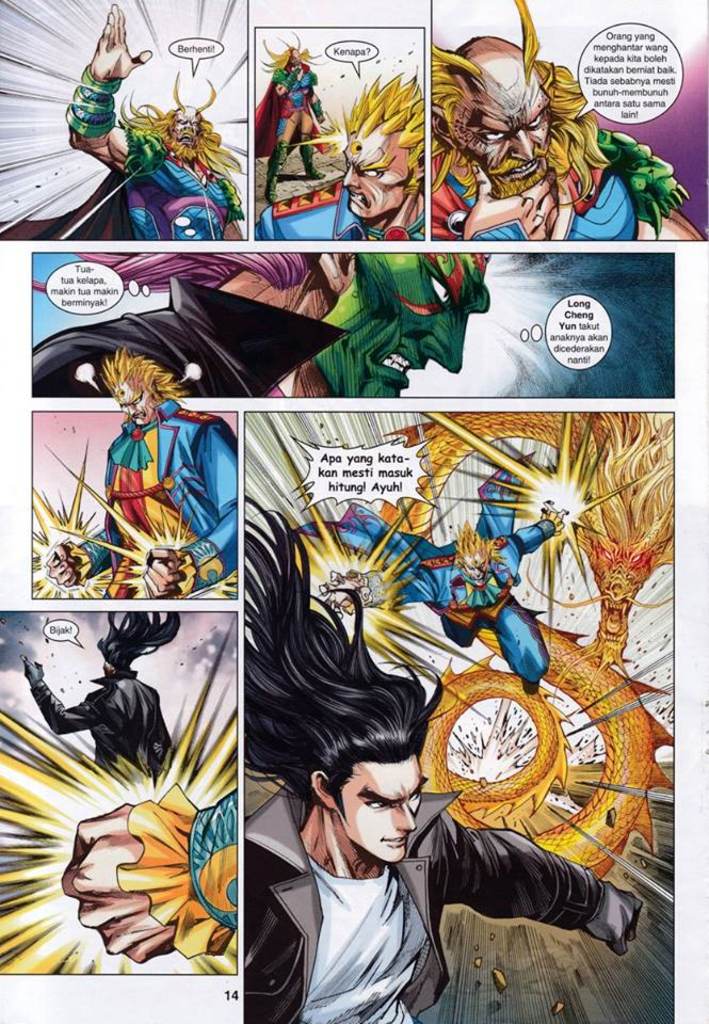 Berhenti!
Kenapa?
Orang yang
menghantar wang
kepada kita boleh
dikatakan berniat baik.
Tiada sebabnya mesti
bunuh-membunuh
antara satu sama
lain!
Tua-
tua kelapa,
makin tua makin
berminyak!
Long
Cheng
Yun takut
anaknya akan
dicederakan
nanti!
Apa yang kata-
kan mesti masuk
hitung! Ayuh!
Bijak!
14